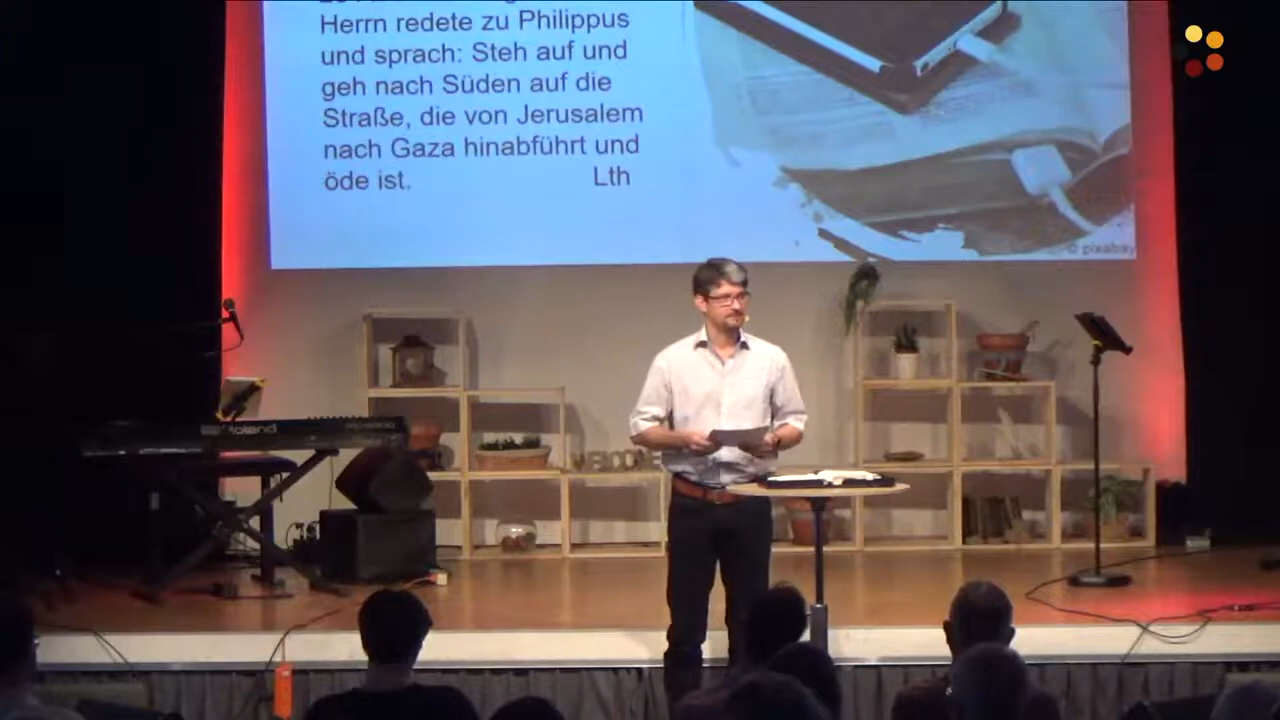 Herrn redete zu Philippus
und sprach: Steh auf und
geh nach Süden auf die
Straße, die von Jerusalem
nach Gaza hinabführt und
öde ist. Lth
© pixabay
Roland
WELCOME